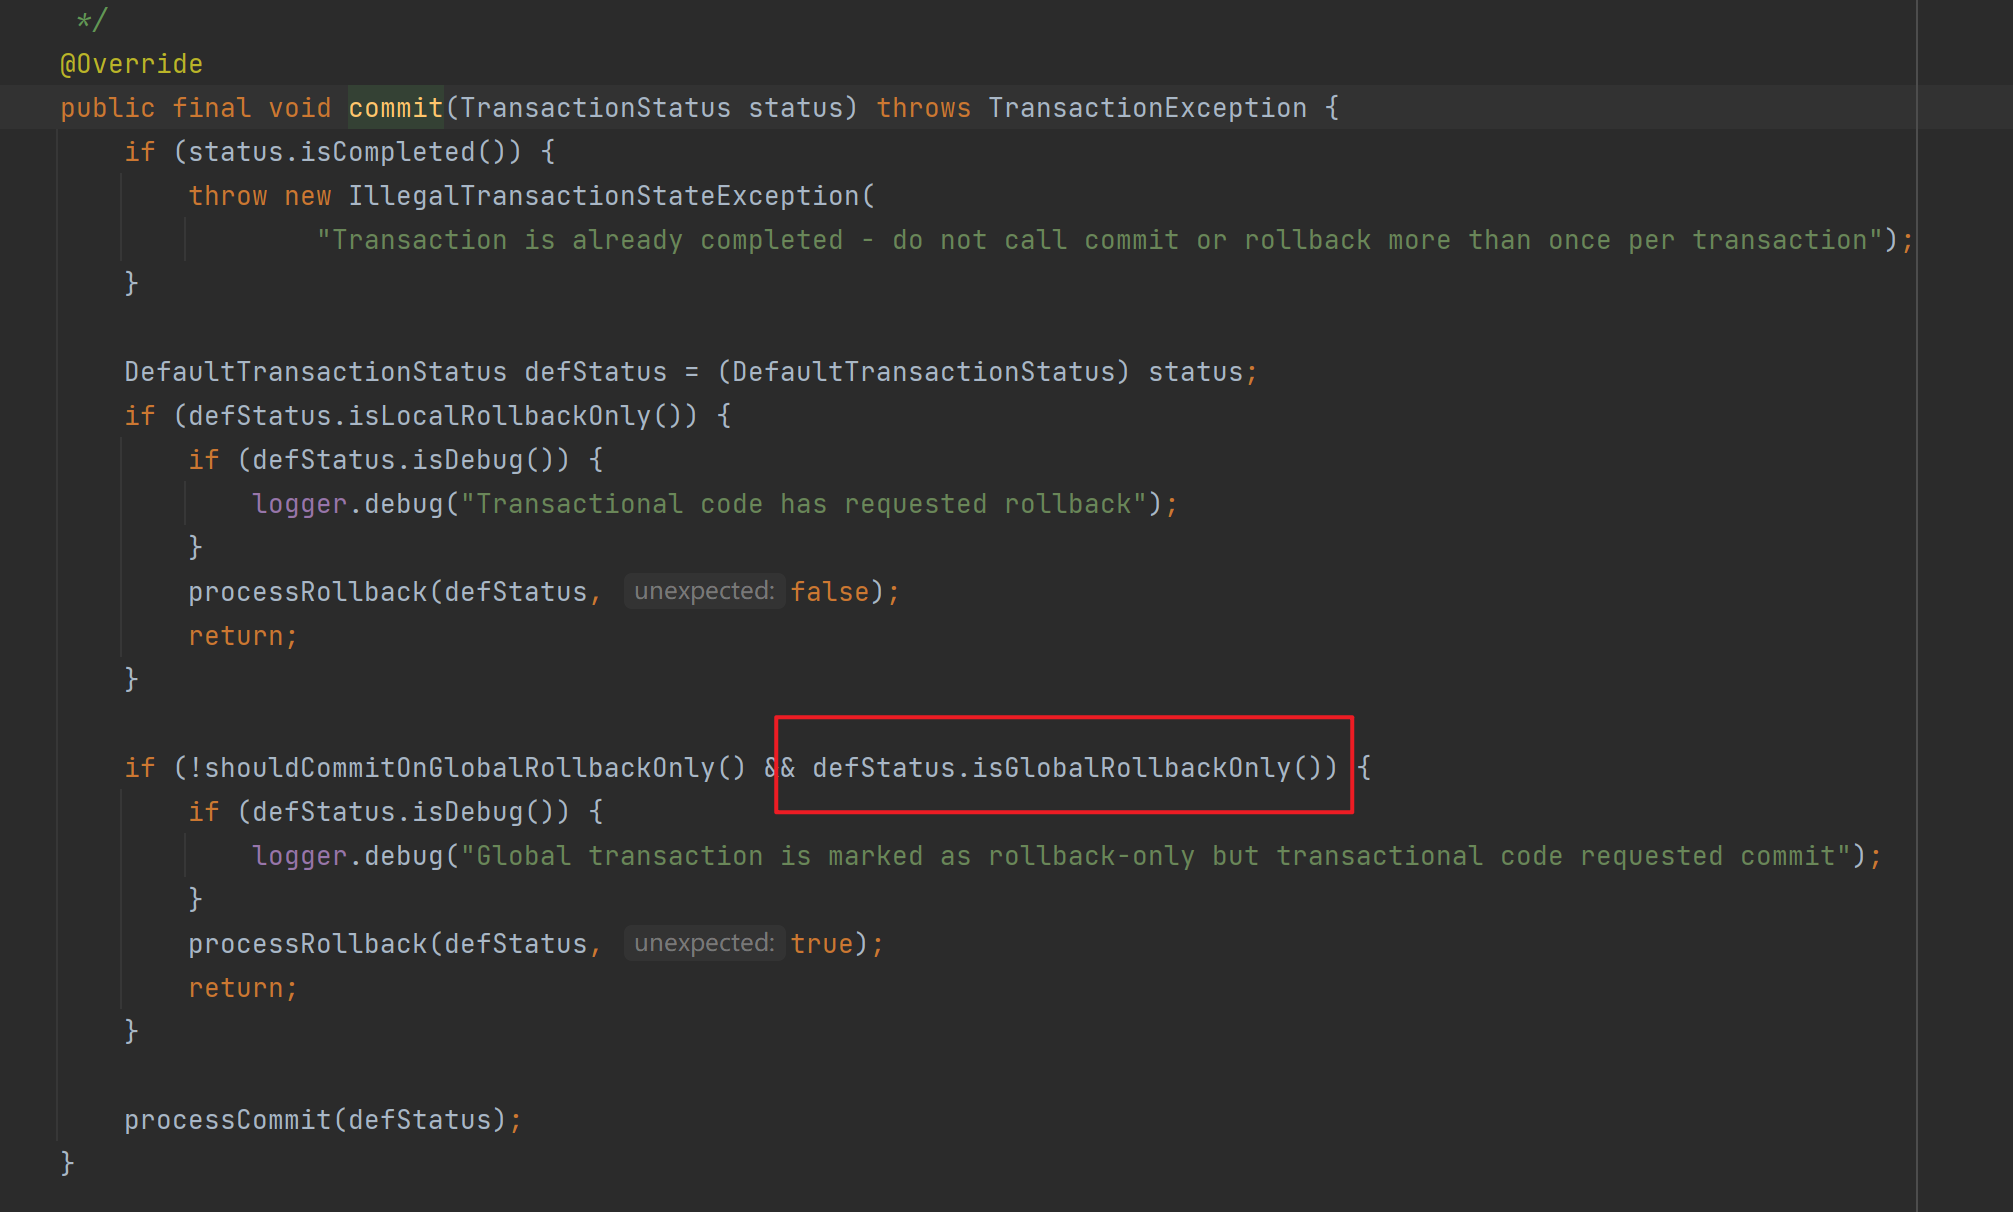 */
@Override
public final void commit(TransactionStatus status) throws TransactionException {
if (status.isCompleted()) {
throw new IllegalTransactionStateException(
"Transaction is already completed - do not call commit or rollback more than once per transaction");
}
DefaultTransactionStatus defStatus = (DefaultTransactionStatus) status;
if (defStatus.isLocalRollbackOnly()) {
if (defStatus.isDebug()) {
logger.debug("Transactional code has requested rollback");
}
processRollback(defStatus, unexpected: false);
return;
}
if (!shouldCommitOnGlobalRollbackOnly() && defStatus.isGlobalRollbackOnly()) {
if (defStatus.isDebug()) {
logger.debug("Global transaction is marked as rollback-only but transactional code requested commit");
}
processRollback(defStatus, unexpected: true);
return;
}
processCommit(defStatus);
}